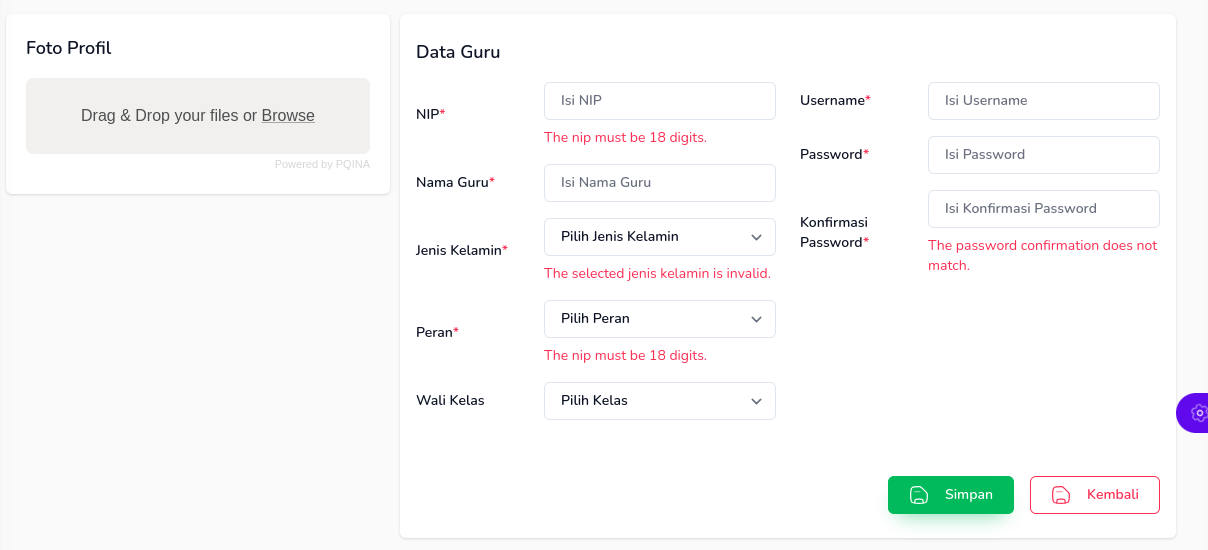 Foto Profil
Drag & Drop your files or Browse
Powered by PQINA
Data Guru
NIP*
Isi NIP
The nip must be 18 digits.
Nama Guru*
Isi Nama Guru
Jenis Kelamin*
Pilih Jenis Kelamin
The selected jenis kelamin is invalid.
Peran*
Pilih Peran
The nip must be 18 digits.
Wali Kelas
Pilih Kelas
Username*
Isi Username
Password*
Isi Password
Konfirmasi
Password*
Isi Konfirmasi Password
The password confirmation does not
match.
Simpan
Kembali